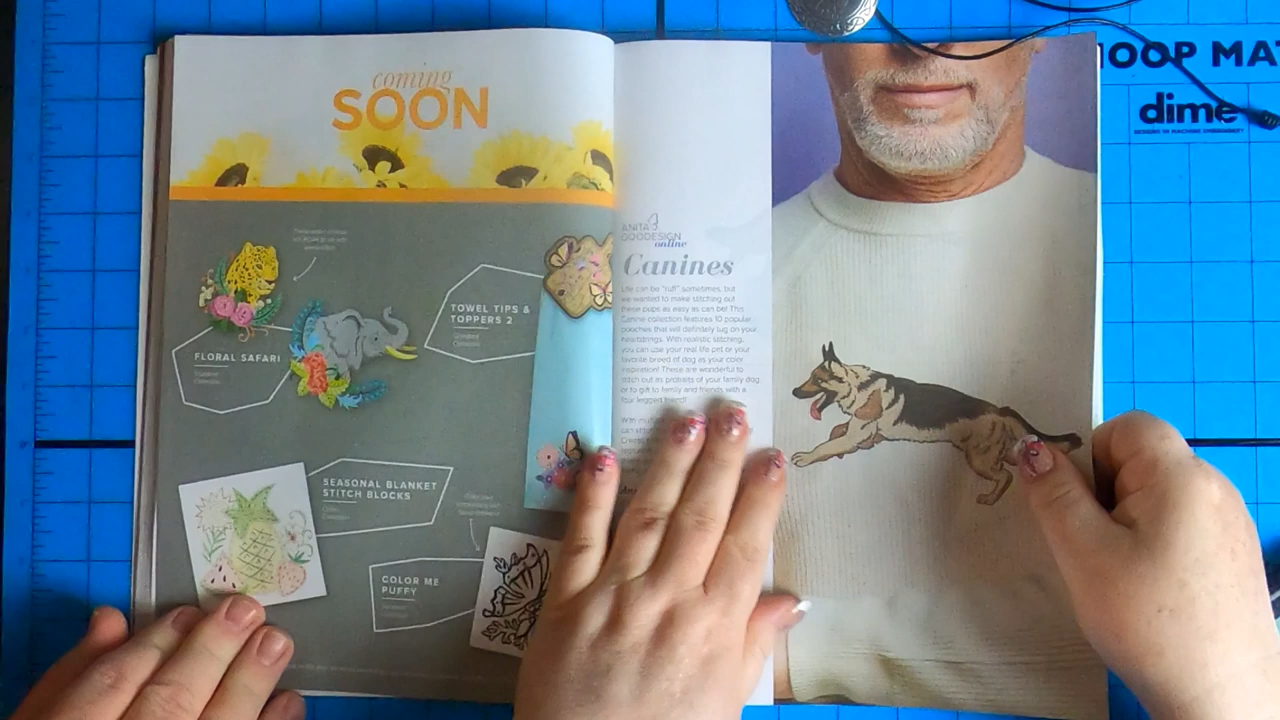 coming
SOON
FLORAL SAFARI
TOWEL TIPS &
TOPPERS 2
SEASONAL BLANKET
STITCH BLOCKS
COLOR ME
PUFFY
ANITA
GOODESIGN
online
Canines
Life can be "ruff" sometimes, but
we wanted to make stitching out
these pups as easy as can be! This
Canine collection features 10 popular
pooches that will definitely tug on your
heartstrings. With realistic stitching,
you can use your real life pet or your
favorite breed of dog as your color
inspiration! These are wonderful to
stitch out as portraits of your family dog
or to gift to family and friends with a
four legged friend!
HOOP MAT
dime
DESIGNS IN MACHINE EMBROIDERY